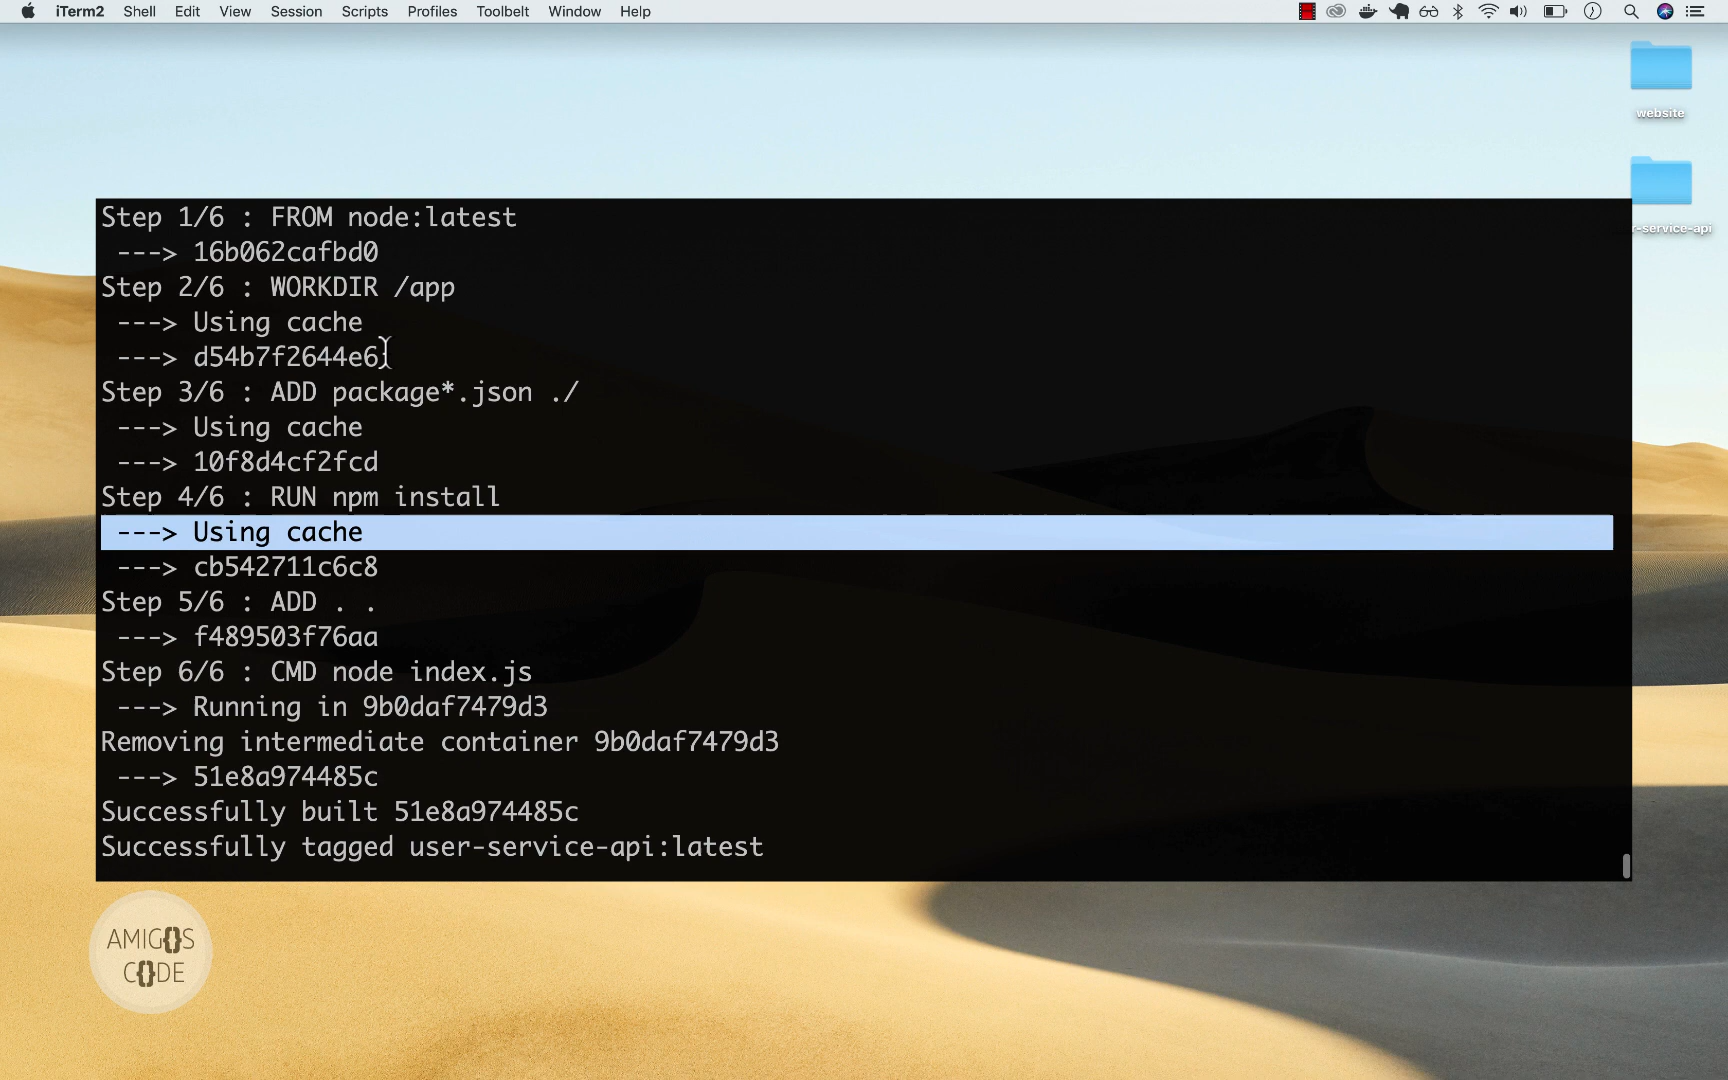 iTerm2 Shell Edit View Session Scripts Profiles Toolbelt Window Help
website
r-service-api
Step 1/6 : FROM node:latest
---> 16b062cafbd0
Step 2/6 : WORKDIR /app
---> Using cache
---> d54b7f2644e6
Step 3/6 : ADD package*.json ./
---> Using cache
---> 10f8d4cf2fcd
Step 4/6 : RUN npm install
---> Using cache
---> cb542711c6c8
Step 5/6 : ADD . .
---> f489503f76aa
Step 6/6 : CMD node index.js
---> Running in 9b0daf7479d3
Removing intermediate container 9b0daf7479d3
---> 51e8a974485c
Successfully built 51e8a974485c
Successfully tagged user-service-api:latest
AMIG{}S
C{}DE